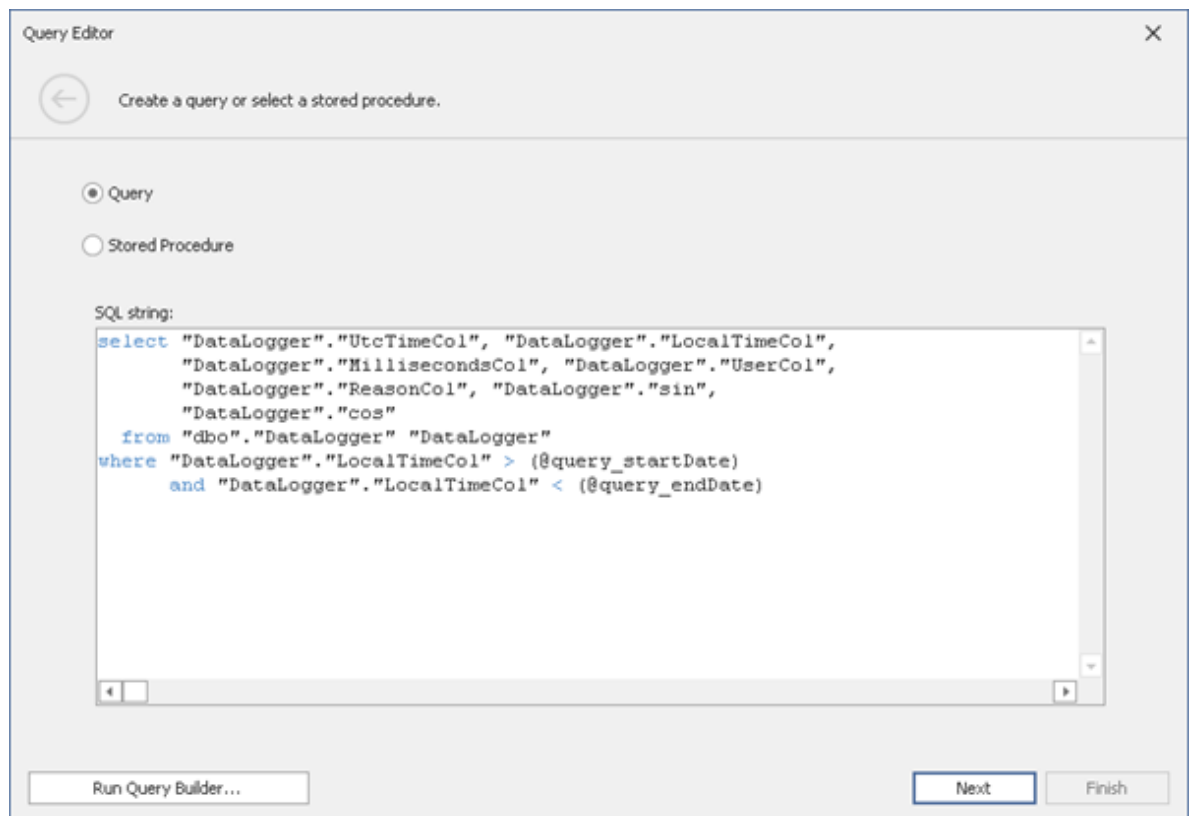 Query Editor
Create a query or select a stored procedure.
Query
Stored Procedure
SQL string:
select "DataLogger"."UtcTimeCol", "DataLogger"."LocalTimeCol",
       "DataLogger"."MillisecondsCol", "DataLogger"."UserCol",
       "DataLogger"."ReasonCol", "DataLogger"."sin",
       "DataLogger"."cos"
  from "dbo"."DataLogger" "DataLogger"
where "DataLogger"."LocalTimeCol" > (@query_startDate)
      and "DataLogger"."LocalTimeCol" < (@query_endDate)
Run Query Builder... Next Finish